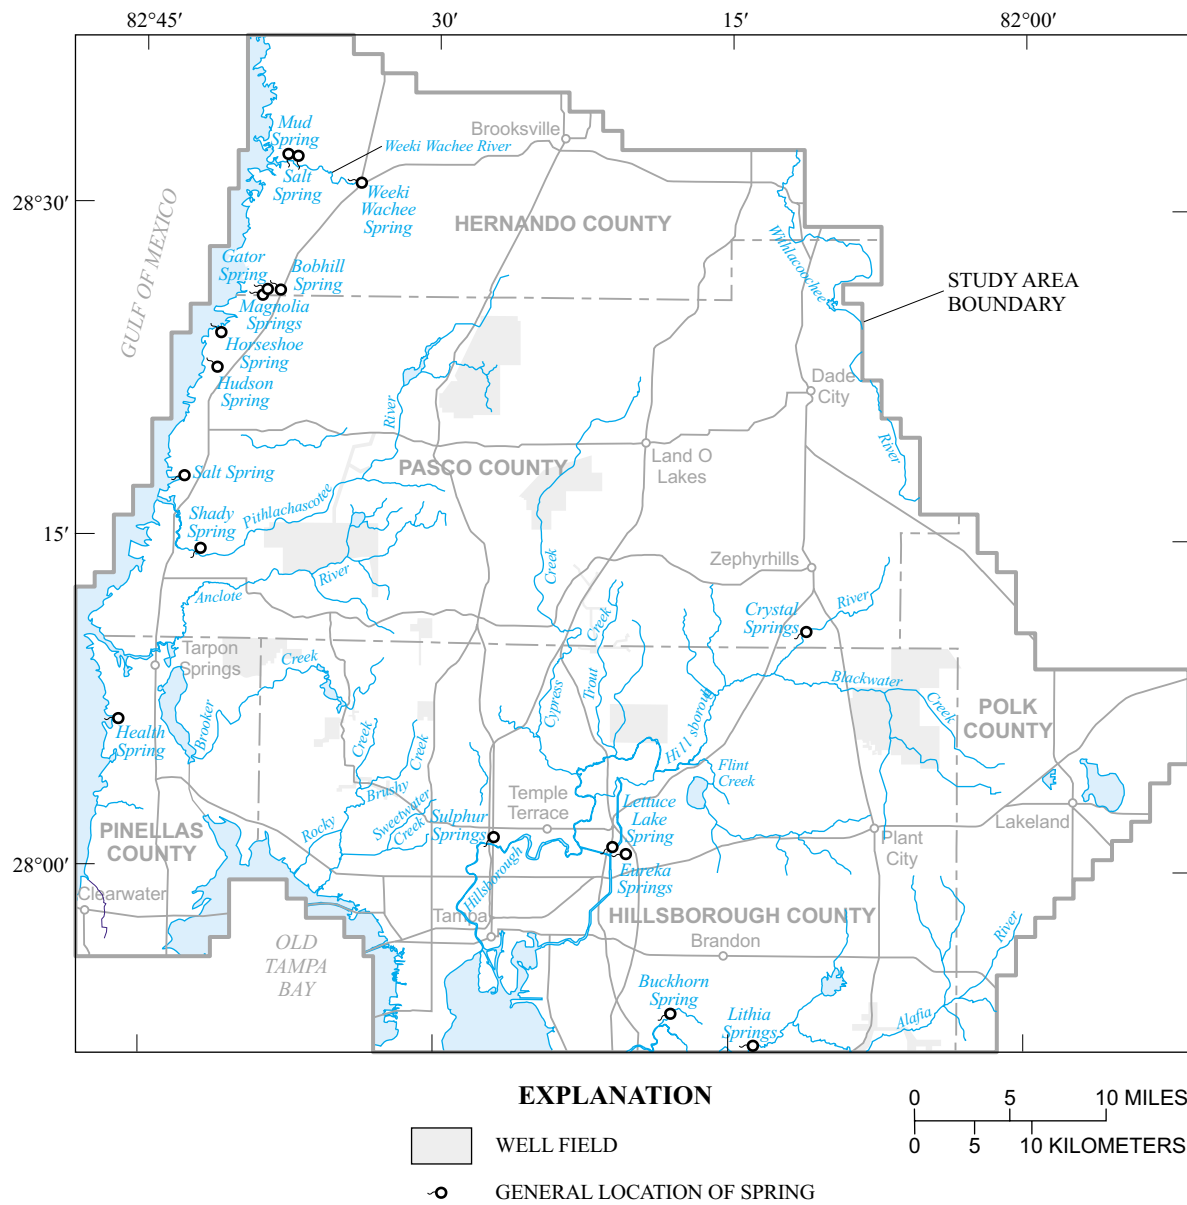 82°45′
30′
15′
82°00′
Mud
Spring
Brooksville
Weeki Wachee River
Salt
Spring
Weeki
Wachee
Spring
28°30′
HERNANDO COUNTY
GULF OF MEXICO
Withlacoochee
Gator
Spring
Bobhill
Spring
STUDY AREA
BOUNDARY
Magnolia
Springs
Horseshoe
Spring
Hudson
Spring
Dade
City
River
River
Land O
Lakes
PASCO COUNTY
Salt Spring
Pithlachascotee
Shady
Spring
15′
Zephyrhills
Creek
River
Anclote
Crystal
Springs
River
Creek
Tarpon
Springs
Creek
Trout
Cypress
Blackwater
Creek
POLK
COUNTY
Brooker
Health
Spring
Creek
Creek
Hillsborough
Flint
Creek
Brushy
Sweetwater
Creek
Temple
Terrace
Lettuce
Lake
Spring
Sulphur
Springs
Rocky
Lakeland
PINELLAS
COUNTY
Plant
City
28°00′
Hillsborough
Eureka
Springs
Clearwater
Tampa
HILLSBOROUGH COUNTY
Brandon
River
OLD
TAMPA
BAY
Buckhorn
Spring
Lithia
Springs
Alafia
EXPLANATION
0 5 10 MILES
0 5 10 KILOMETERS
WELL FIELD
GENERAL LOCATION OF SPRING